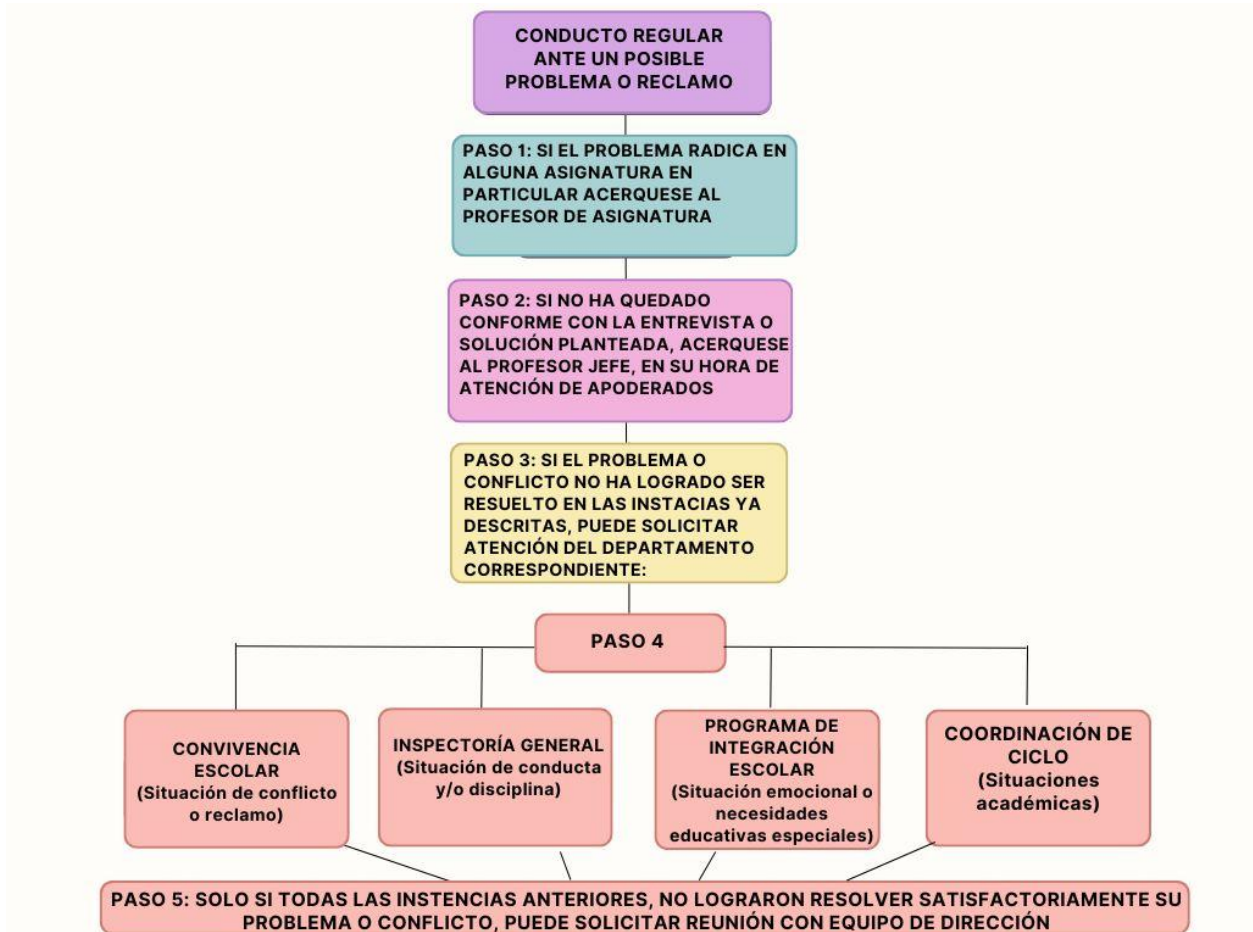 CONDUCTO REGULAR
ANTE UN POSIBLE
PROBLEMA O RECLAMO
PASO 1: SI EL PROBLEMA RADICA EN
ALGUNA ASIGNATURA EN
PARTICULAR ACERQUESE AL
PROFESOR DE ASIGNATURA
PASO 2: SI NO HA QUEDADO
CONFORME CON LA ENTREVISTA O
SOLUCIÓN PLANTEADA, ACERQUESE
AL PROFESOR JEFE, EN SU HORA DE
ATENCIÓN DE APODERADOS
PASO 3: SI EL PROBLEMA O
CONFLICTO NO HA LOGRADO SER
RESUELTO EN LAS INSTACIAS YA
DESCRITAS, PUEDE SOLICITAR
ATENCIÓN DEL DEPARTAMENTO
CORRESPONDIENTE:
PASO 4
CONVIVENCIA
ESCOLAR
(Situación de conflicto
o reclamo)
INSPECTORÍA GENERAL
(Situación de conducta
y/o disciplina)
PROGRAMA DE
INTEGRACIÓN
ESCOLAR
(Situación emocional o
necesidades
educativas especiales)
COORDINACIÓN DE
CICLO
(Situaciones
académicas)
PASO 5: SOLO SI TODAS LAS INSTENCIAS ANTERIORES, NO LOGRARON RESOLVER SATISFACTORIAMENTE SU
PROBLEMA O CONFLICTO, PUEDE SOLICITAR REUNIÓN CON EQUIPO DE DIRECCIÓN